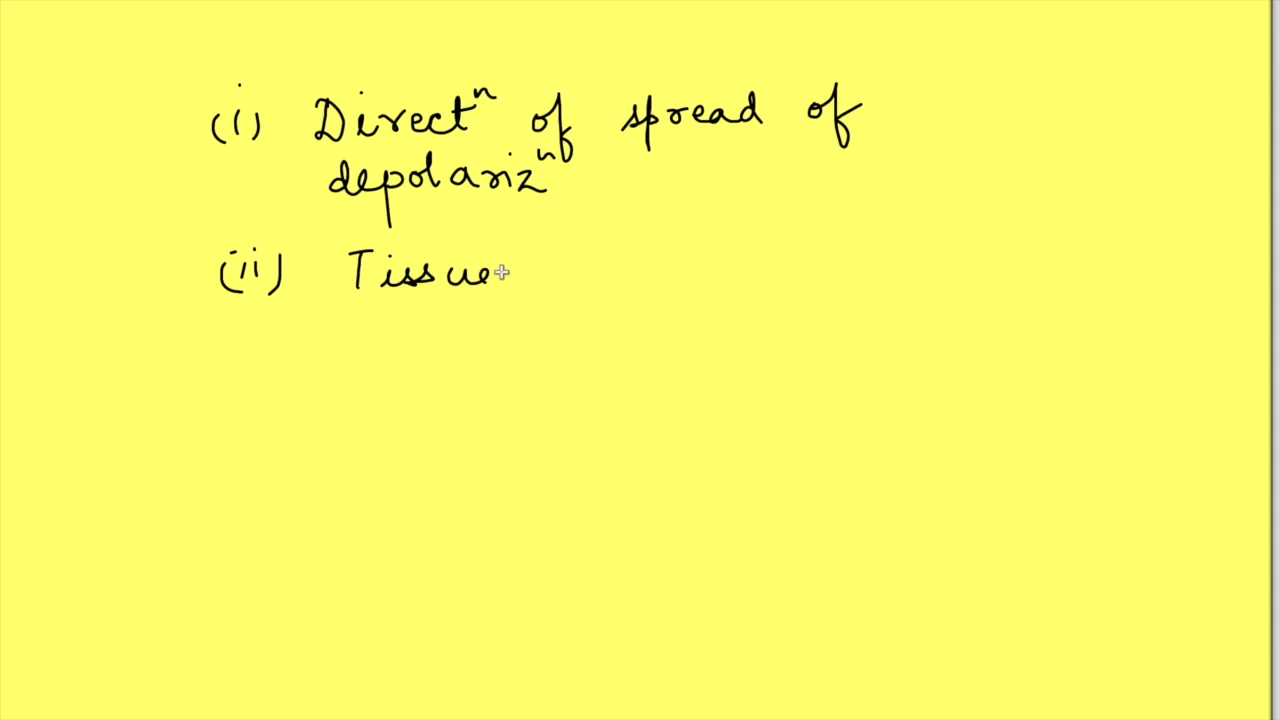 (i) Directⁿ of spread of
depolarizⁿ
(ii) Tissue